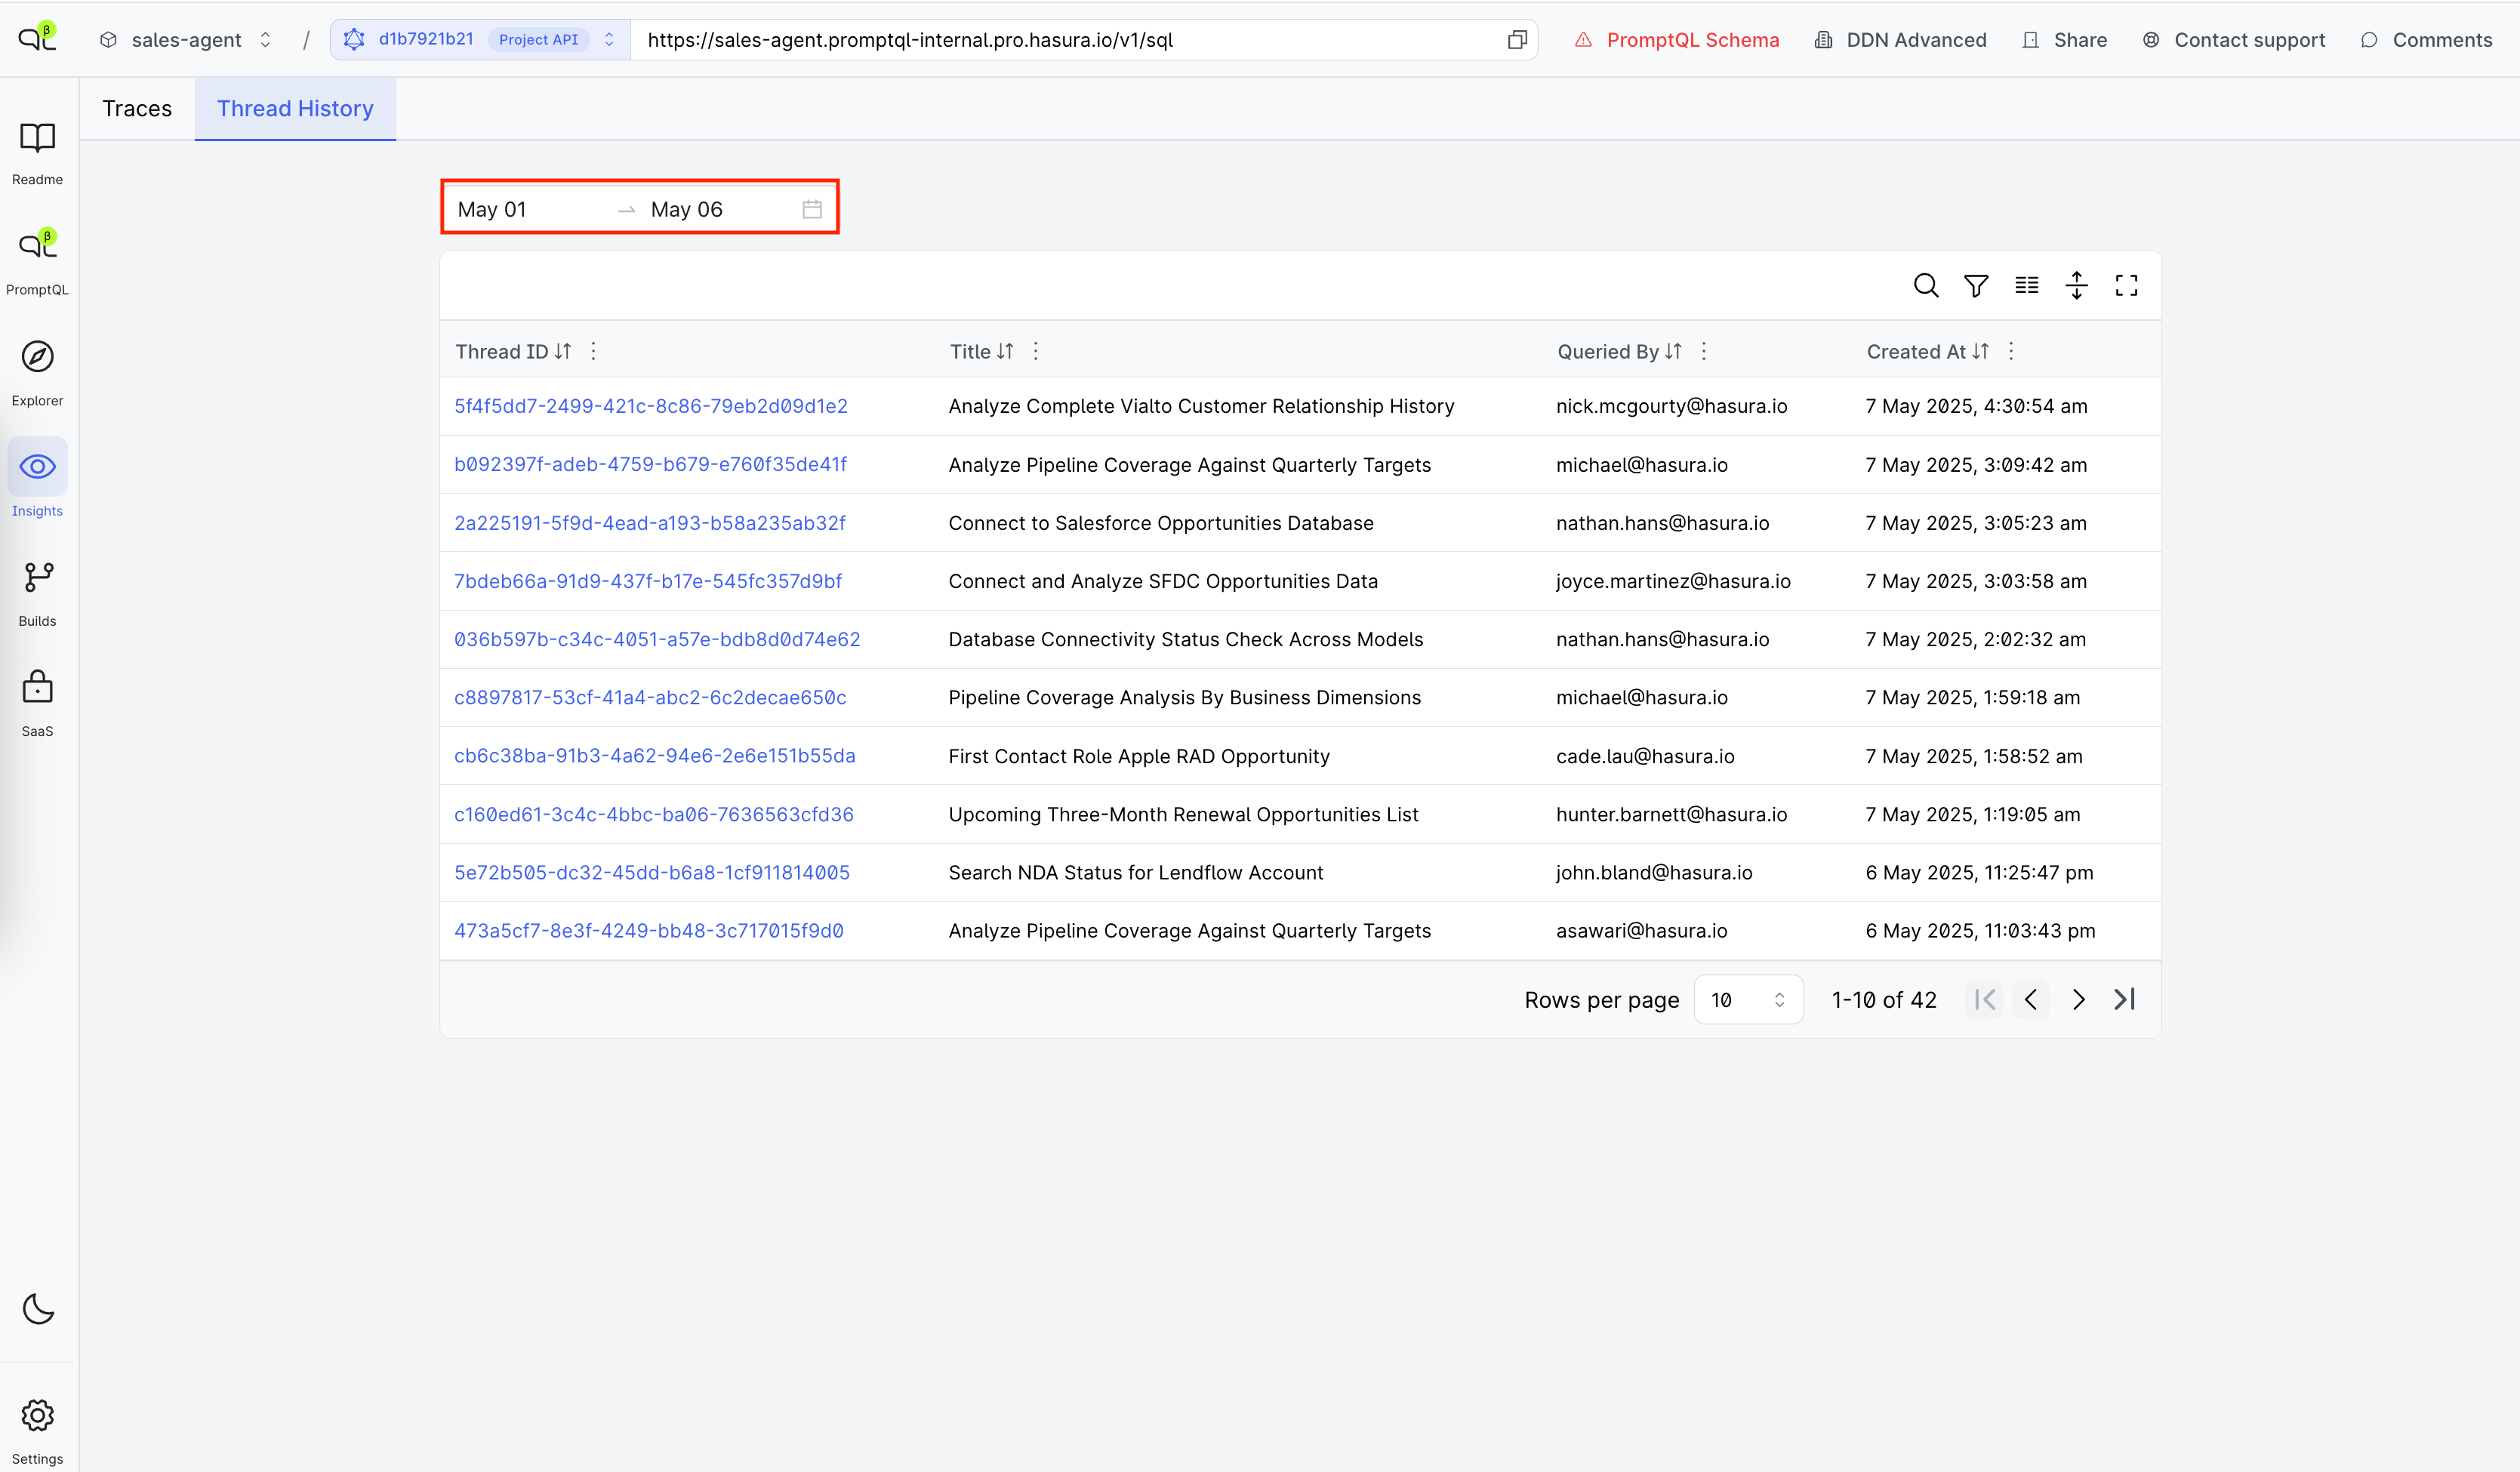 β sales-agent / d1b7921b21 Project API https://sales-agent.promptql-internal.pro.hasura.io/v1/sql PromptQL Schema DDN Advanced Share Contact support Comments
Traces Thread History
Readme
β
PromptQL
Explorer
Insights
Builds
SaaS
Settings
May 01 → May 06
Thread ID Title Queried By Created At
5f4f5dd7-2499-421c-8c86-79eb2d09d1e2 Analyze Complete Vialto Customer Relationship History nick.mcgourty@hasura.io 7 May 2025, 4:30:54 am
b092397f-adeb-4759-b679-e760f35de41f Analyze Pipeline Coverage Against Quarterly Targets michael@hasura.io 7 May 2025, 3:09:42 am
2a225191-5f9d-4ead-a193-b58a235ab32f Connect to Salesforce Opportunities Database nathan.hans@hasura.io 7 May 2025, 3:05:23 am
7bdeb66a-91d9-437f-b17e-545fc357d9bf Connect and Analyze SFDC Opportunities Data joyce.martinez@hasura.io 7 May 2025, 3:03:58 am
036b597b-c34c-4051-a57e-bdb8d0d74e62 Database Connectivity Status Check Across Models nathan.hans@hasura.io 7 May 2025, 2:02:32 am
c8897817-53cf-41a4-abc2-6c2decae650c Pipeline Coverage Analysis By Business Dimensions michael@hasura.io 7 May 2025, 1:59:18 am
cb6c38ba-91b3-4a62-94e6-2e6e151b55da First Contact Role Apple RAD Opportunity cade.lau@hasura.io 7 May 2025, 1:58:52 am
c160ed61-3c4c-4bbc-ba06-7636563cfd36 Upcoming Three-Month Renewal Opportunities List hunter.barnett@hasura.io 7 May 2025, 1:19:05 am
5e72b505-dc32-45dd-b6a8-1cf911814005 Search NDA Status for Lendflow Account john.bland@hasura.io 6 May 2025, 11:25:47 pm
473a5cf7-8e3f-4249-bb48-3c717015f9d0 Analyze Pipeline Coverage Against Quarterly Targets asawari@hasura.io 6 May 2025, 11:03:43 pm
Rows per page 10 1-10 of 42